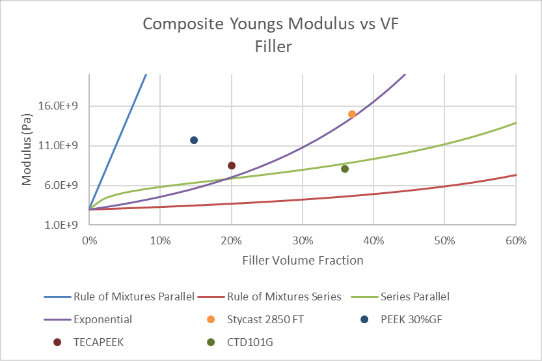 Composite Youngs Modulus vs VF
Filler
16.0E+9
11.0E+9
6.0E+9
1.0E+9
Modulus (Pa)
0% 10% 20% 30% 40% 50% 60%
Filler Volume Fraction
Rule of Mixtures Parallel Rule of Mixtures Series Series Parallel
Exponential Stycast 2850 FT PEEK 30%GF
TECAPEEK CTD101G